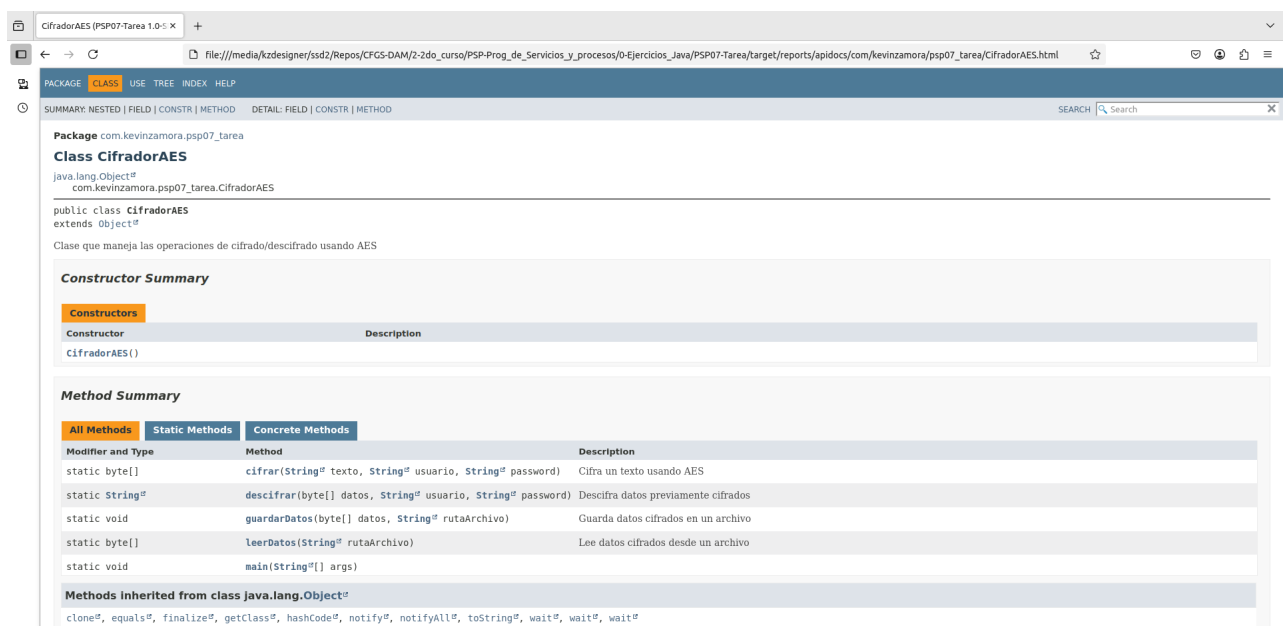 CifradorAES (PSP07-Tarea 1.0-S
file:///media/kzdesigner/ssd2/Repos/CFGS-DAM/2-2do_curso/PSP-Prog_de_Servicios_y_procesos/0-Ejercicios_Java/PSP07-Tarea/target/reports/apidocs/com/kevinzamora/psp07_tarea/CifradorAES.html
PACKAGE CLASS USE TREE INDEX HELP
SUMMARY: NESTED | FIELD | CONSTR | METHOD DETAIL: FIELD | CONSTR | METHOD SEARCH Search
Package com.kevinzamora.psp07_tarea
Class CifradorAES
java.lang.Object
com.kevinzamora.psp07_tarea.CifradorAES
public class CifradorAES
extends Object
Clase que maneja las operaciones de cifrado/descifrado usando AES
Constructor Summary
Constructors
Constructor Description
CifradorAES()
Method Summary
All Methods Static Methods Concrete Methods
Modifier and Type Method Description
static byte[] cifrar(String texto, String usuario, String password) Cifra un texto usando AES
static String descifrar(byte[] datos, String usuario, String password) Descifra datos previamente cifrados
static void guardarDatos(byte[] datos, String rutaArchivo) Guarda datos cifrados en un archivo
static byte[] leerDatos(String rutaArchivo) Lee datos cifrados desde un archivo
static void main(String[] args)
Methods inherited from class java.lang.Object
clone, equals, finalize, getClass, hashCode, notify, notifyAll, toString, wait, wait, wait